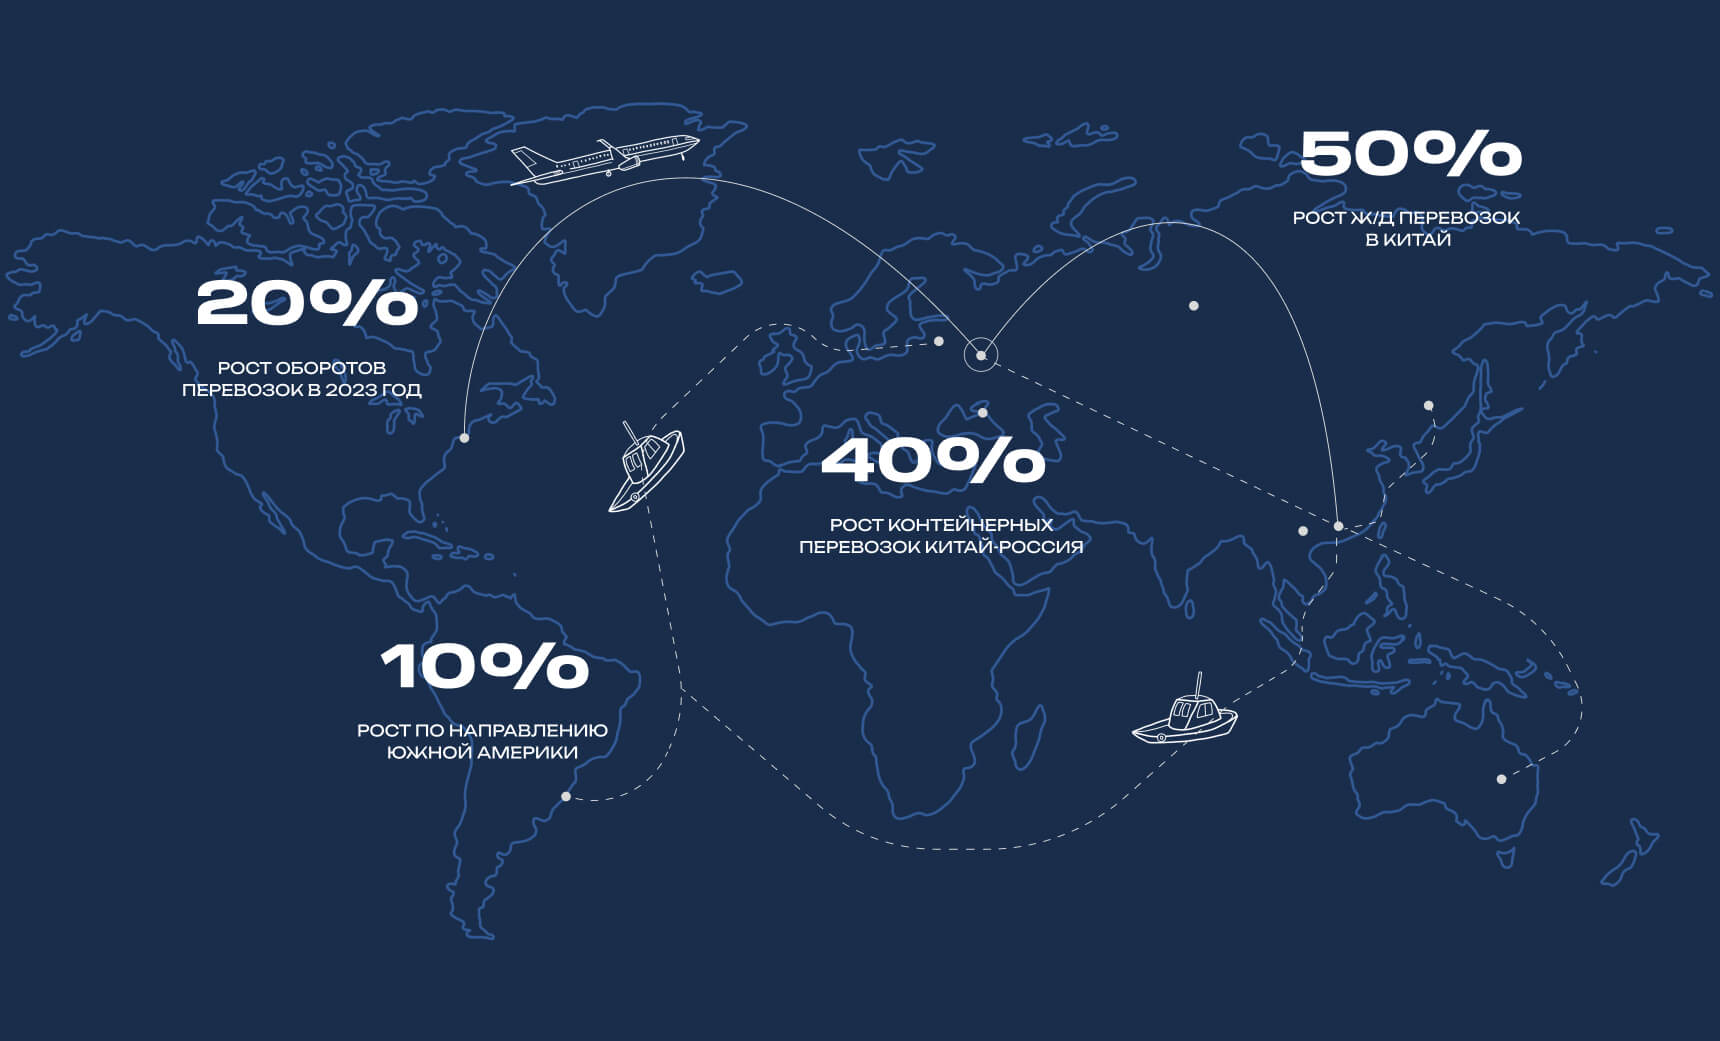 50%
РОСТ Ж/Д ПЕРЕВОЗОК
В КИТАЙ
20%
РОСТ ОБОРОТОВ
ПЕРЕВОЗОК В 2023 ГОД
40%
РОСТ КОНТЕЙНЕРНЫХ
ПЕРЕВОЗОК КИТАЙ-РОССИЯ
10%
РОСТ ПО НАПРАВЛЕНИЮ
ЮЖНОЙ АМЕРИКИ